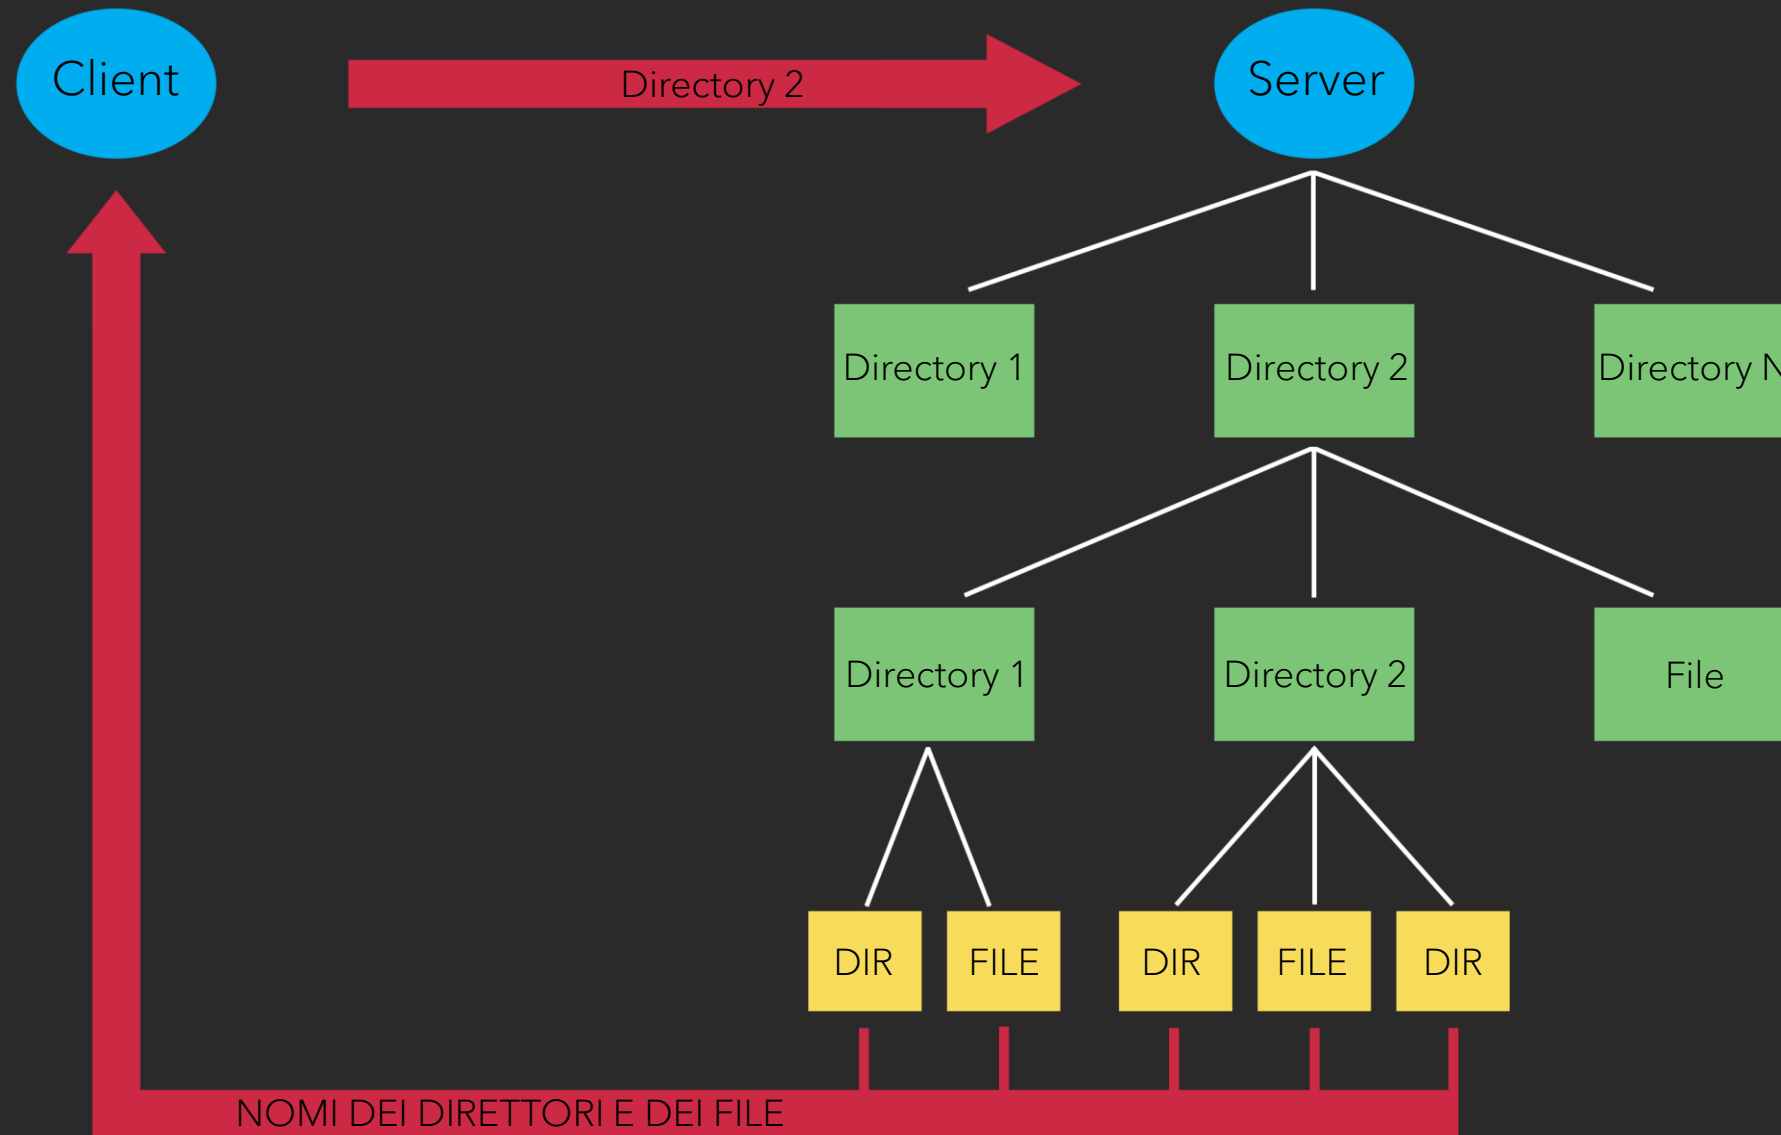 Client
Directory 2
Server
Directory 1
Directory 2
Directory N
Directory 1
Directory 2
File
DIR
FILE
DIR
FILE
DIR
NOMI DEI DIRETTORI E DEI FILE